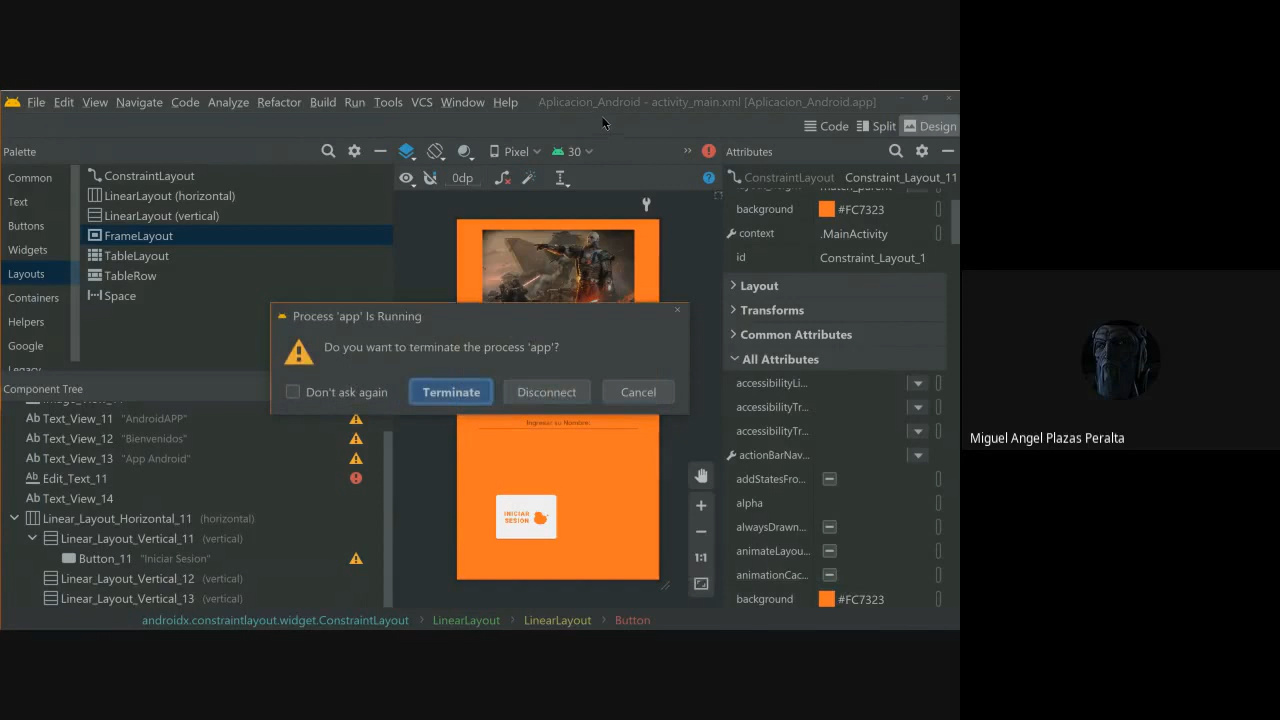 File Edit View Navigate Code Analyze Refactor Build Run Tools VCS Window Help Aplicacion_Android - activity_main.xml [Aplicacion_Android.app]
Code Split Design
Palette
Pixel 30
Attributes
0dp
ConstraintLayout Constraint_Layout_11
Common
Text
Buttons
Widgets
Layouts
Containers
Helpers
Google
Legacy
ConstraintLayout
LinearLayout (horizontal)
LinearLayout (vertical)
FrameLayout
TableLayout
TableRow
Space
background #FC7323
context .MainActivity
id Constraint_Layout_1
Layout
Transforms
Common Attributes
All Attributes
accessibilityLi...
accessibilityTr...
accessibilityTr...
actionBarNav...
addStatesFro...
alpha
alwaysDrawn...
animateLayou...
animationCac...
background #FC7323
Process 'app' Is Running
Do you want to terminate the process 'app'?
Don't ask again Terminate Disconnect Cancel
Component Tree
Text_View_11 "AndroidAPP"
Text_View_12 "Bienvenidos"
Text_View_13 "App Android"
Edit_Text_11
Text_View_14
Linear_Layout_Horizontal_11 (horizontal)
Linear_Layout_Vertical_11 (vertical)
Button_11 "Iniciar Sesion"
Linear_Layout_Vertical_12 (vertical)
Linear_Layout_Vertical_13 (vertical)
Ingrese su Nombre:
INICIAR
SESION
1:1
androidx.constraintlayout.widget.ConstraintLayout LinearLayout LinearLayout Button
Miguel Angel Plazas Peralta